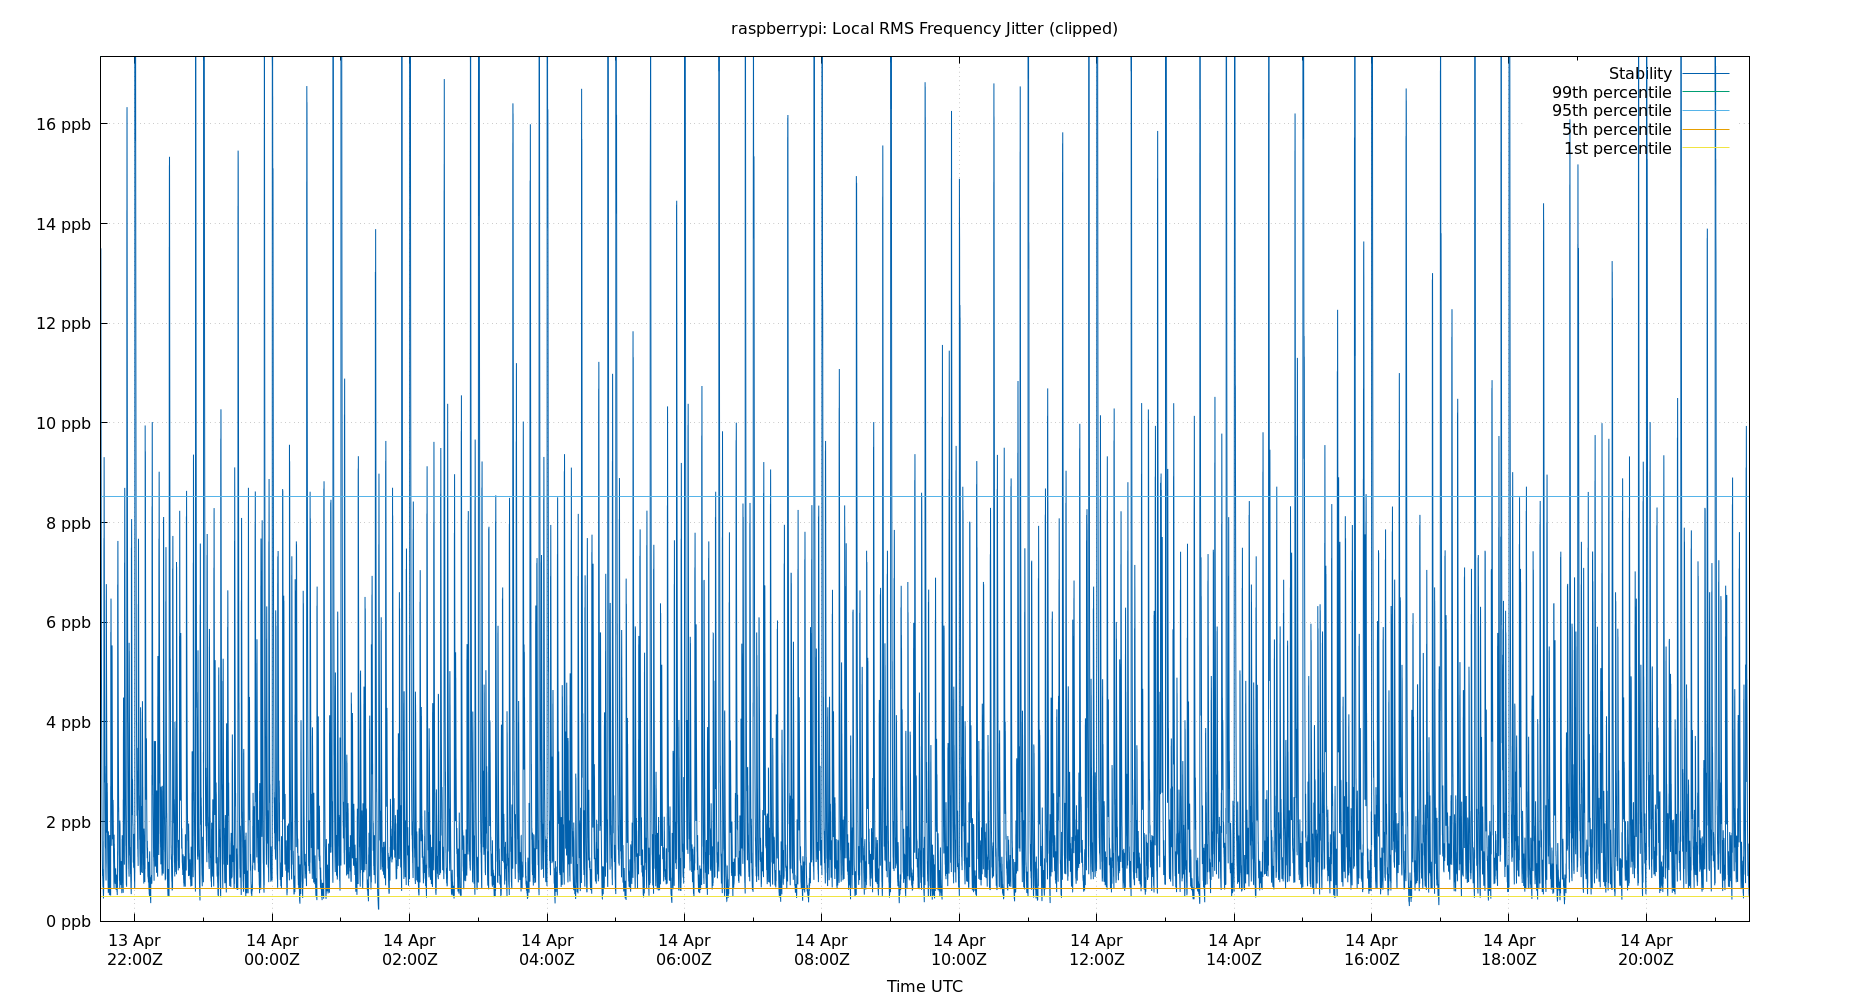 raspberrypi: Local RMS Frequency Jitter (clipped)
Stability
99th percentile
95th percentile
5th percentile
1st percentile
16 ppb
14 ppb
12 ppb
10 ppb
8 ppb
6 ppb
4 ppb
2 ppb
0 ppb
13 Apr 14 Apr 14 Apr 14 Apr 14 Apr 14 Apr 14 Apr 14 Apr 14 Apr 14 Apr 14 Apr 14 Apr
22:00Z 00:00Z 02:00Z 04:00Z 06:00Z 08:00Z 10:00Z 12:00Z 14:00Z 16:00Z 18:00Z 20:00Z
Time UTC